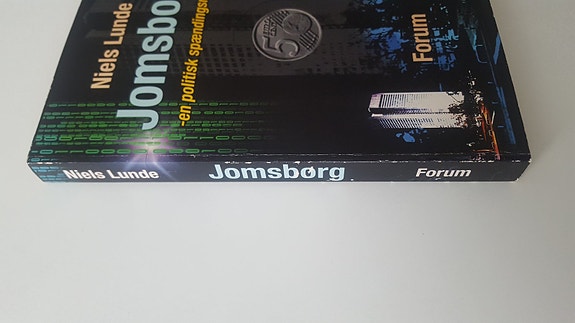 Niels Lunde
Jomsbo
-en politisk spændings
Forum
Niels Lunde
Jomsborg
Forum